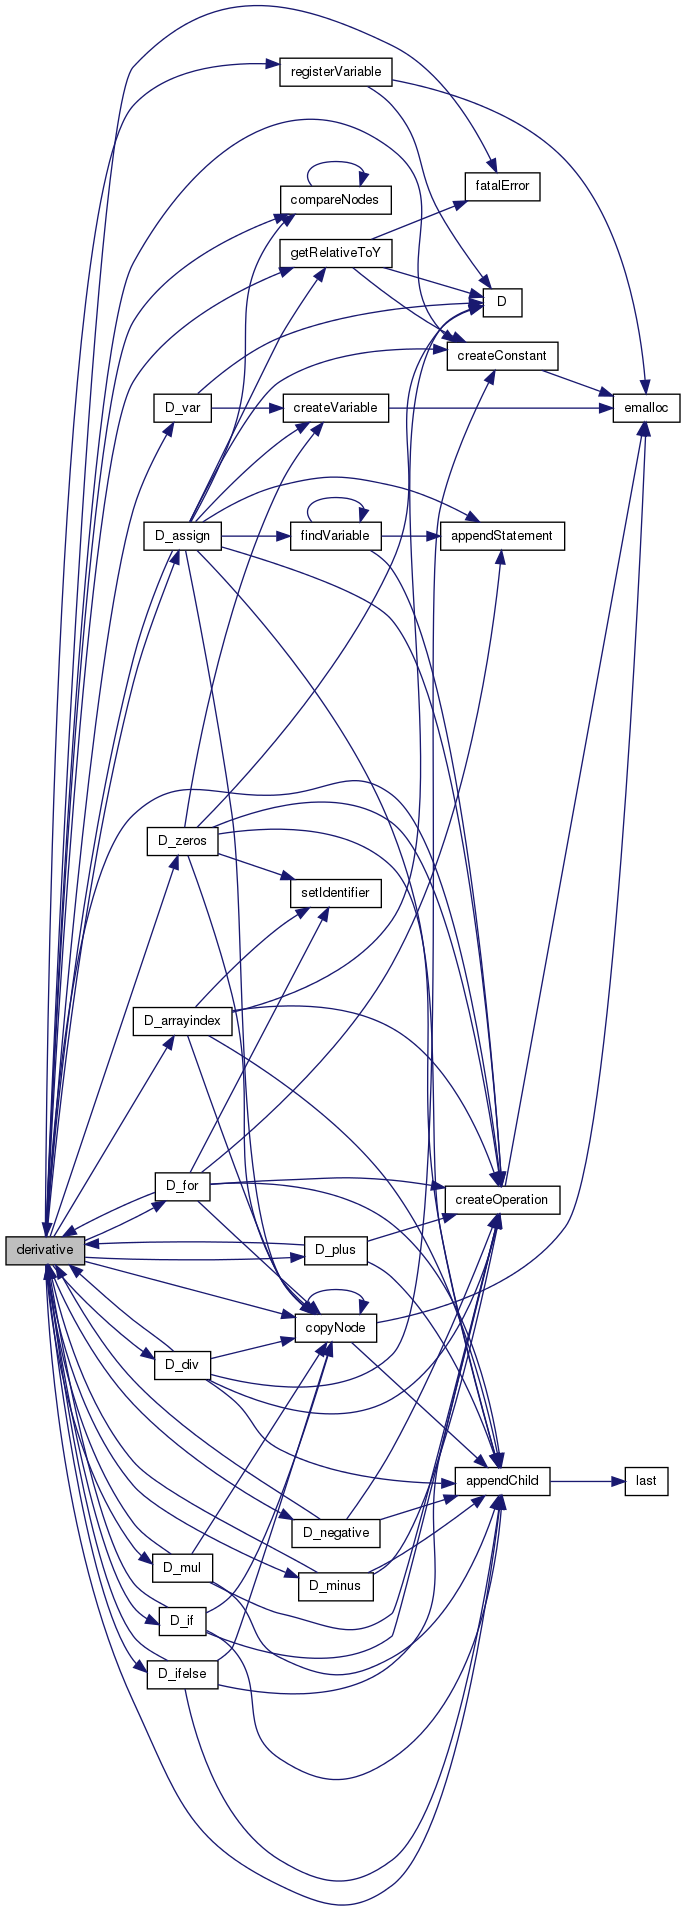 registerVariable
fatalError
compareNodes
getRelativeToY
D
createConstant
D_var
createVariable
emalloc
D_assign
findVariable
appendStatement
D_zeros
setIdentifier
D_arrayindex
D_for
createOperation
derivative
D_plus
copyNode
D_div
appendChild
last
D_negative
D_mul
D_minus
D_if
D_ifelse